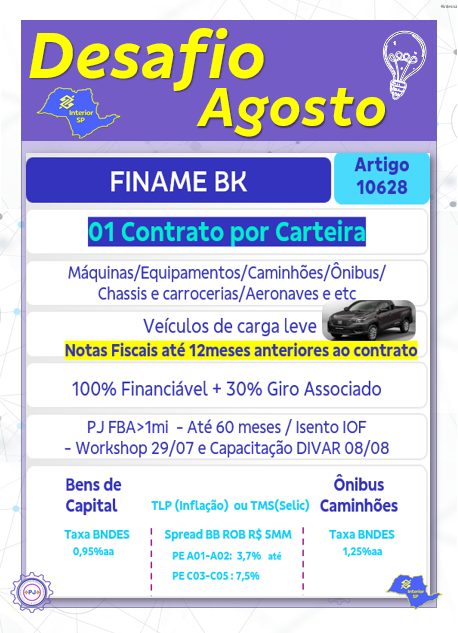 Desafio
Agosto
Interior
SP
FINAME BK
Artigo
10628
01 Contrato por Carteira
Máquinas/Equipamentos/Caminhões/Ônibus/
Chassis e carrocerias/Aeronaves e etc
Veículos de carga leve
Notas Fiscais até 12meses anteriores ao contrato
100% Financiável + 30% Giro Associado
PJ FBA>1mi - Até 60 meses / Isento IOF
- Workshop 29/07 e Capacitação DIVAR 08/08
Bens de
Capital
TLP (Inflação) ou TMS(Selic)
Ônibus
Caminhões
Taxa BNDES
0,95%aa
Spread BB ROB R$ 5MM
PE A01-A02: 3,7% até
PE C03-C05 : 7,5%
Taxa BNDES
1,25%aa
PJ
Interior
SP